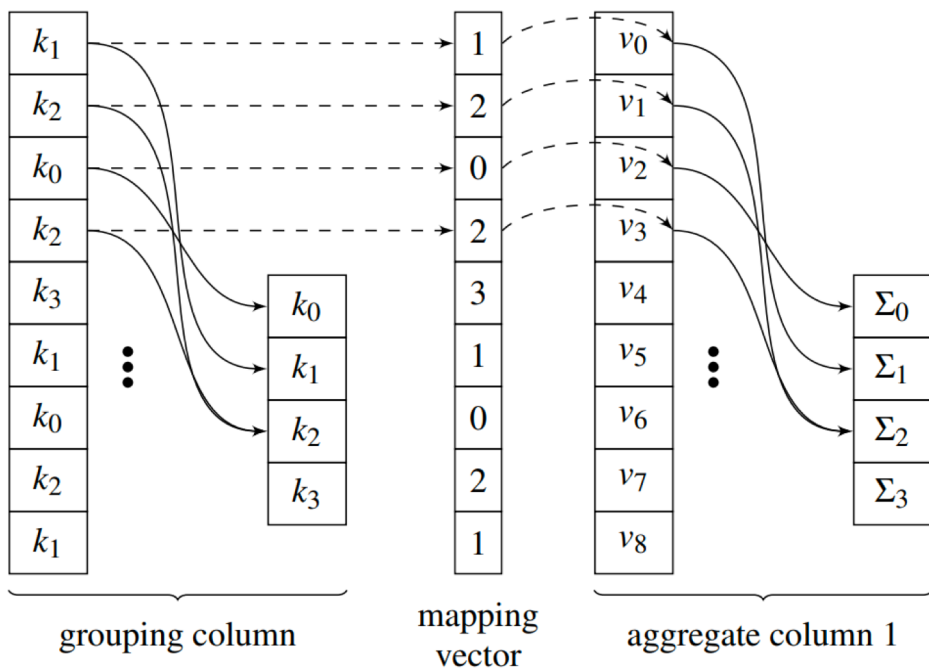 k₁
k₂
k₀
k₂
k₃
k₁
k₀
k₂
k₁
k₀
k₁
k₂
k₃
grouping column
1
2
0
2
3
1
0
2
1
mapping
vector
v₀
v₁
v₂
v₃
v₄
v₅
v₆
v₇
v₈
Σ₀
Σ₁
Σ₂
Σ₃
aggregate column 1